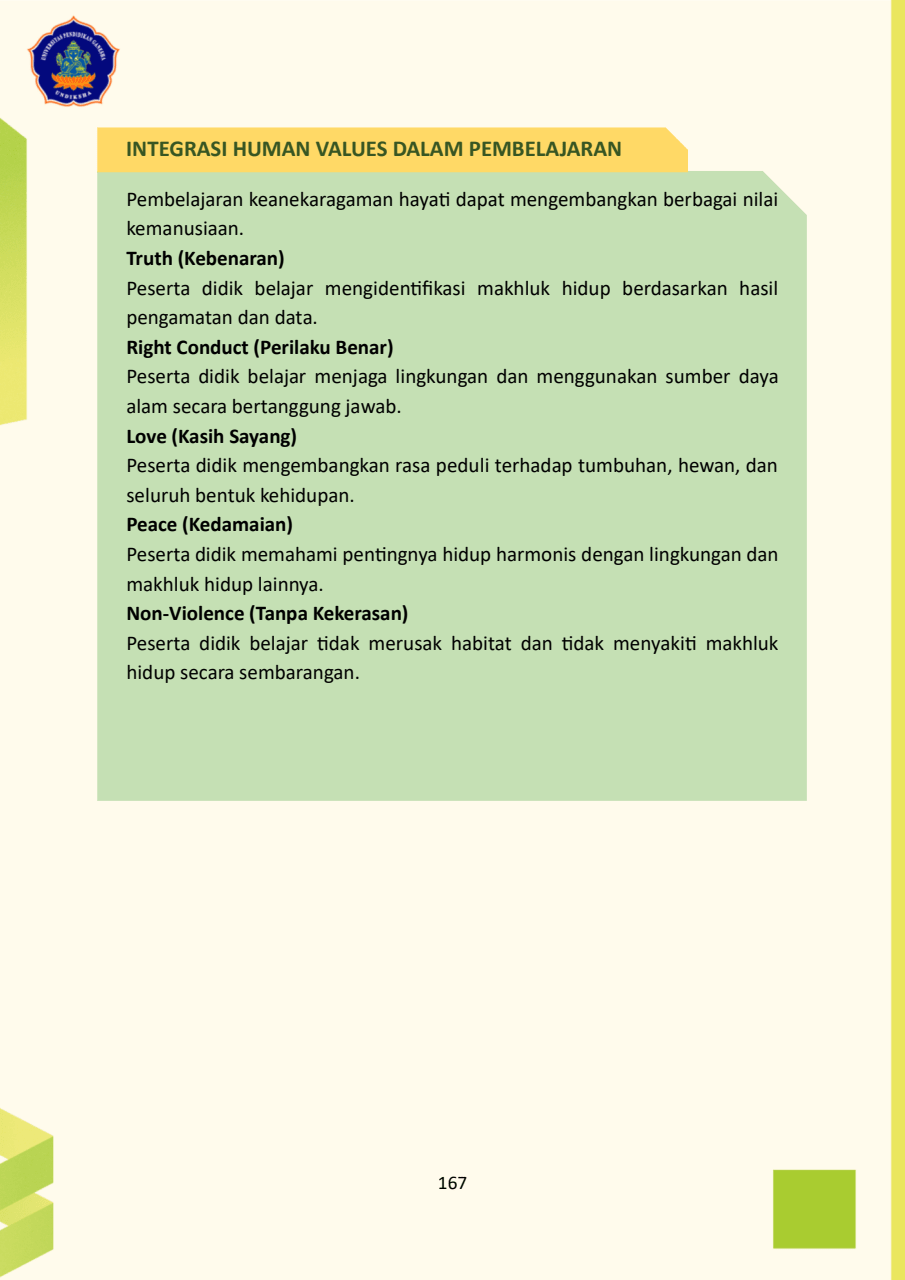 UNIVERSITAS PENDIDIKAN GANESHA
UNDIKSHA
INTEGRASI HUMAN VALUES DALAM PEMBELAJARAN
Pembelajaran keanekaragaman hayati dapat mengembangkan berbagai nilai
kemanusiaan.
Truth (Kebenaran)
Peserta didik belajar mengidentifikasi makhluk hidup berdasarkan hasil
pengamatan dan data.
Right Conduct (Perilaku Benar)
Peserta didik belajar menjaga lingkungan dan menggunakan sumber daya
alam secara bertanggung jawab.
Love (Kasih Sayang)
Peserta didik mengembangkan rasa peduli terhadap tumbuhan, hewan, dan
seluruh bentuk kehidupan.
Peace (Kedamaian)
Peserta didik memahami pentingnya hidup harmonis dengan lingkungan dan
makhluk hidup lainnya.
Non-Violence (Tanpa Kekerasan)
Peserta didik belajar tidak merusak habitat dan tidak menyakiti makhluk
hidup secara sembarangan.
167